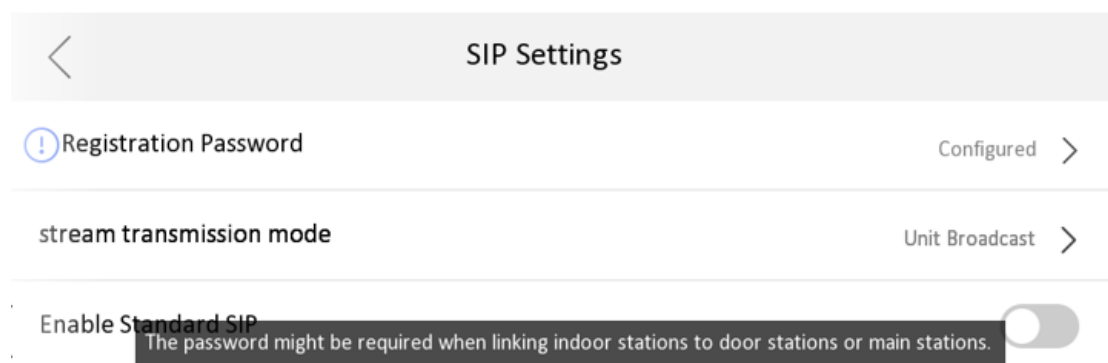 SIP Settings
Registration Password
Configured
stream transmission mode
Unit Broadcast
Enable Standard SIP
The password might be required when linking indoor stations to door stations or main stations.